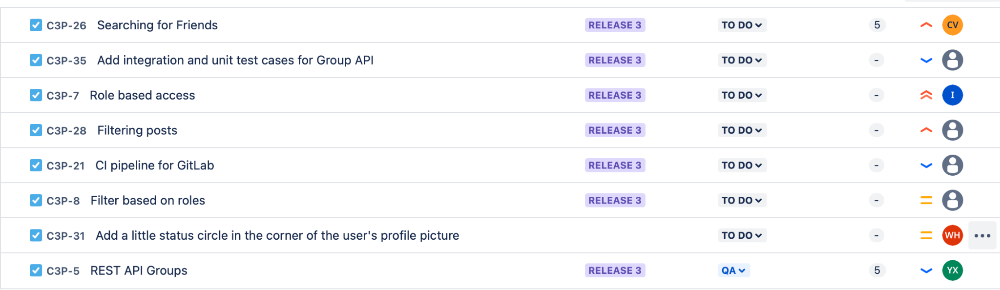 C3P-26 Searching for Friends RELEASE 3 TO DO 5 CV
C3P-35 Add integration and unit test cases for Group API RELEASE 3 TO DO -
C3P-7 Role based access RELEASE 3 TO DO - I
C3P-28 Filtering posts RELEASE 3 TO DO -
C3P-21 CI pipeline for GitLab RELEASE 3 TO DO -
C3P-8 Filter based on roles RELEASE 3 TO DO -
C3P-31 Add a little status circle in the corner of the user's profile picture TO DO - WH
C3P-5 REST API Groups RELEASE 3 QA 5 YX